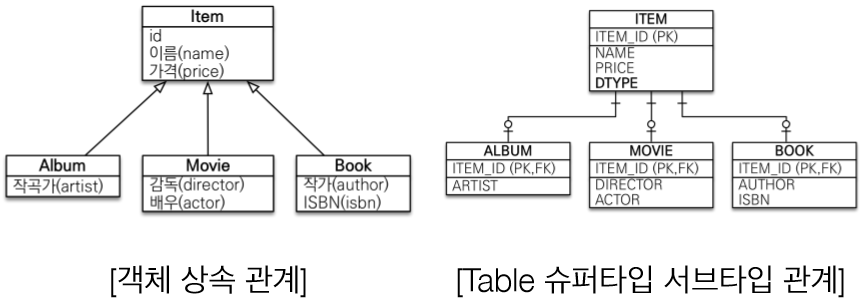 Item
id
이름(name)
가격(price)
Album
작곡가(artist)
Movie
감독(director)
배우(actor)
Book
작가(author)
ISBN(isbn)
[객체 상속 관계]
ITEM
ITEM_ID (PK)
NAME
PRICE
DTYPE
ALBUM
ITEM_ID (PK,FK)
ARTIST
MOVIE
ITEM_ID (PK,FK)
DIRECTOR
ACTOR
BOOK
ITEM_ID (PK,FK)
AUTHOR
ISBN
[Table 슈퍼타입 서브타입 관계]